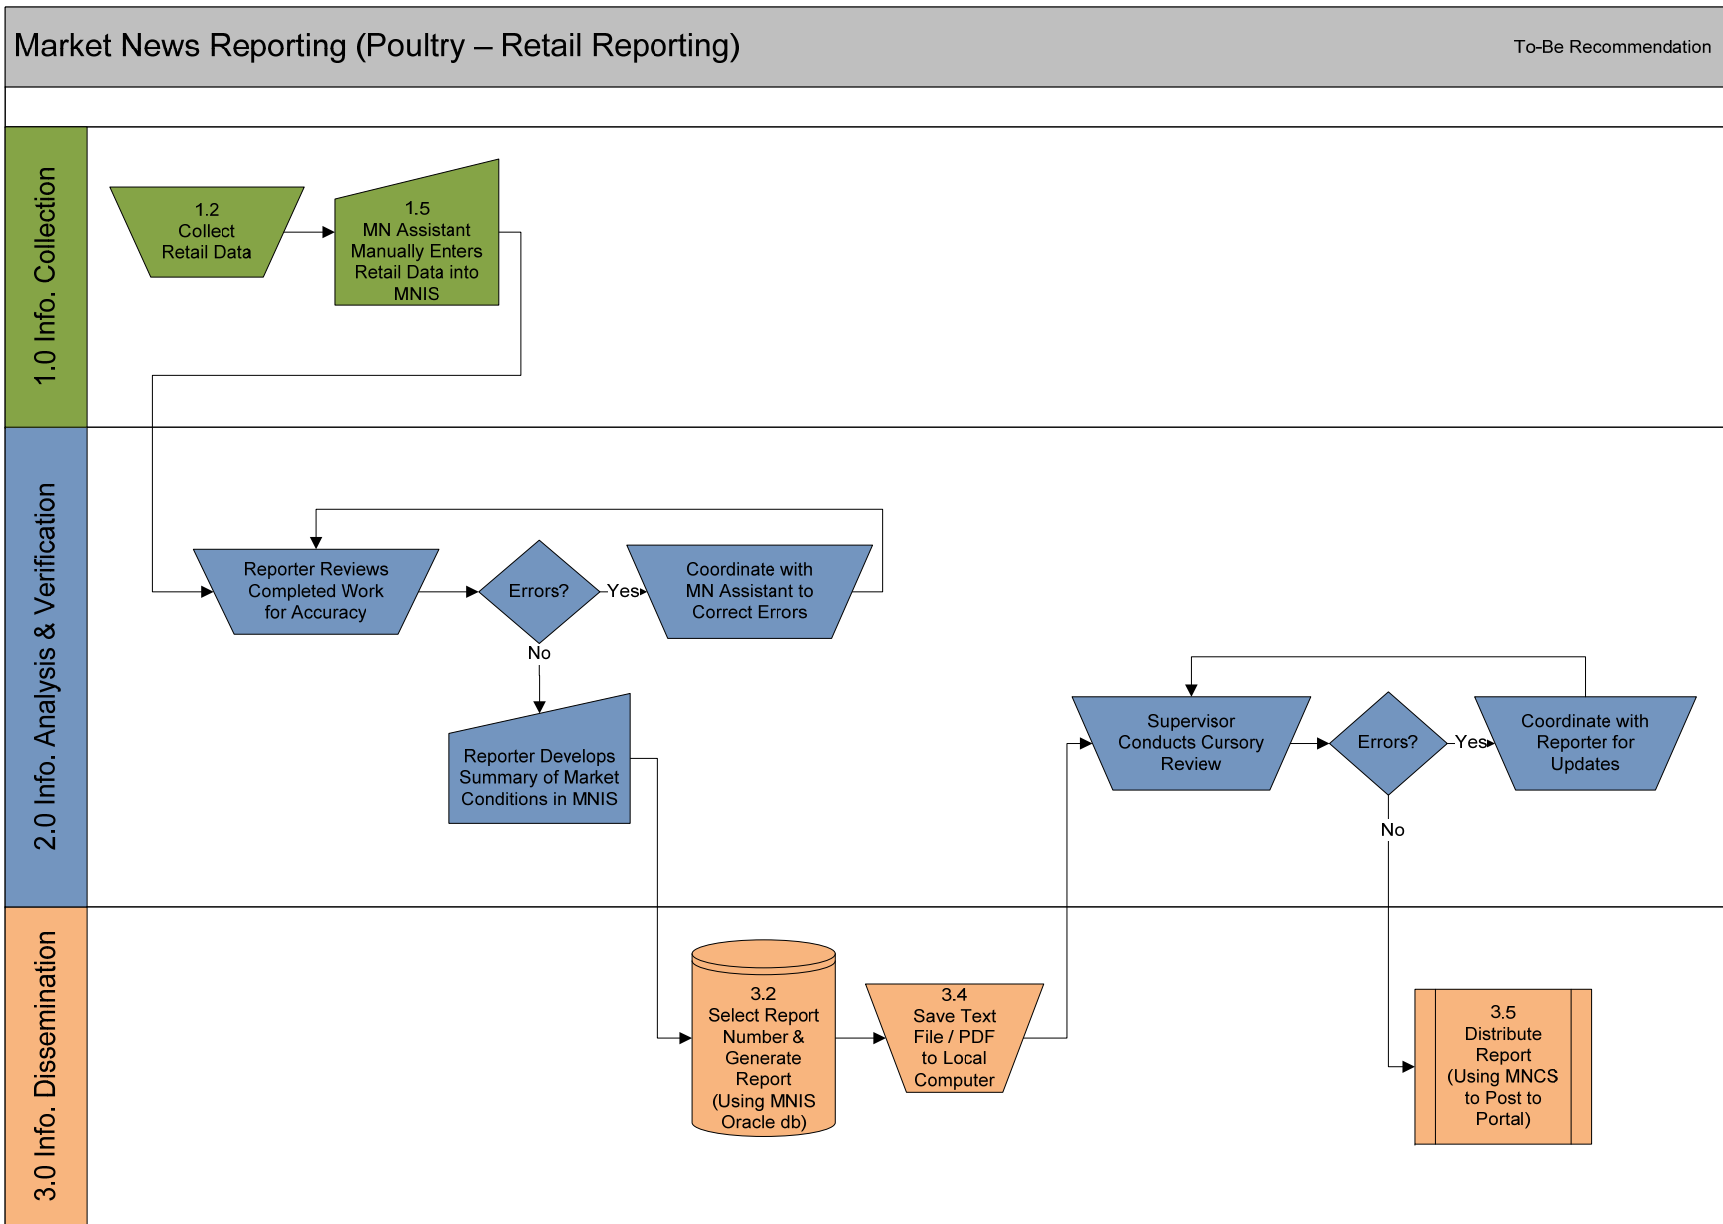 Market News Reporting (Poultry – Retail Reporting)
To-Be Recommendation
1.0 Info. Collection
1.2
Collect
Retail Data
1.5
MN Assistant
Manually Enters
Retail Data into
MNIS
2.0 Info. Analysis & Verification
Reporter Reviews
Completed Work
for Accuracy
Errors?
Yes
Coordinate with
MN Assistant to
Correct Errors
No
Reporter Develops
Summary of Market
Conditions in MNIS
Supervisor
Conducts Cursory
Review
Errors?
Yes
Coordinate with
Reporter for
Updates
No
3.0 Info. Dissemination
3.2
Select Report
Number &
Generate
Report
(Using MNIS
Oracle db)
3.4
Save Text
File / PDF
to Local
Computer
3.5
Distribute
Report
(Using MNCS
to Post to
Portal)